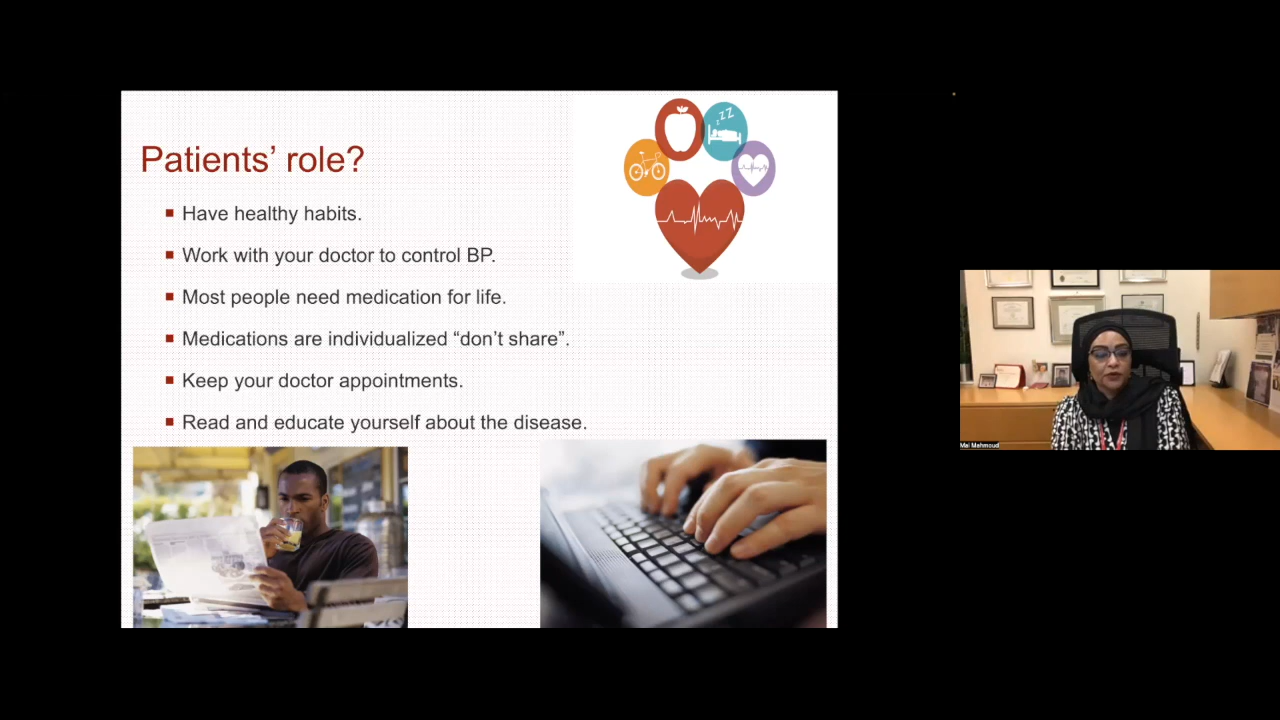 Patients’ role?
zZZ
Have healthy habits.
Work with your doctor to control BP.
Most people need medication for life.
Medications are individualized “don’t share”.
Keep your doctor appointments.
Read and educate yourself about the disease.
Mai Mahmoud